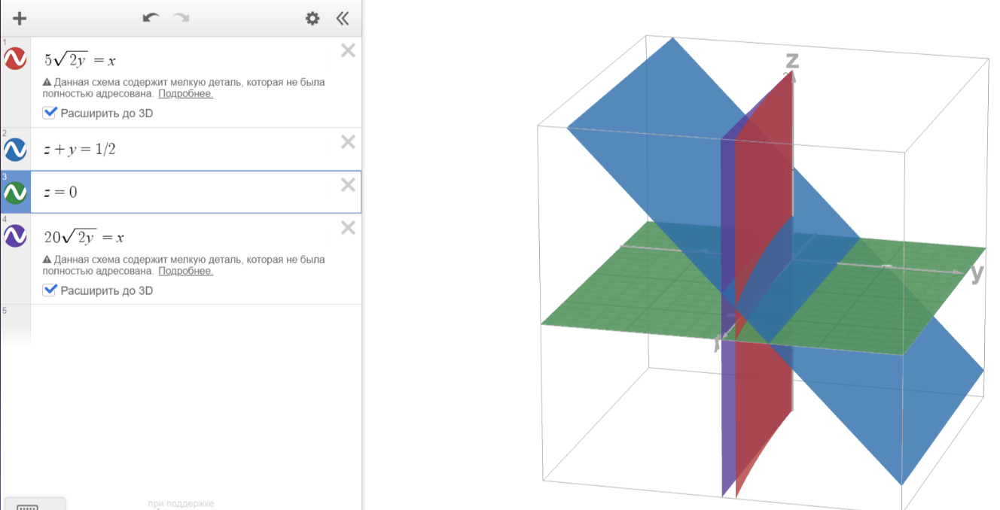 1
5√2y = x
Данная схема содержит мелкую деталь, которая не была
полностью адресована. Подробнее.
Расширить до 3D
2
z + y = 1/2
3
z = 0
4
20√2y = x
Данная схема содержит мелкую деталь, которая не была
полностью адресована. Подробнее.
Расширить до 3D
5
при поддержке
z
y